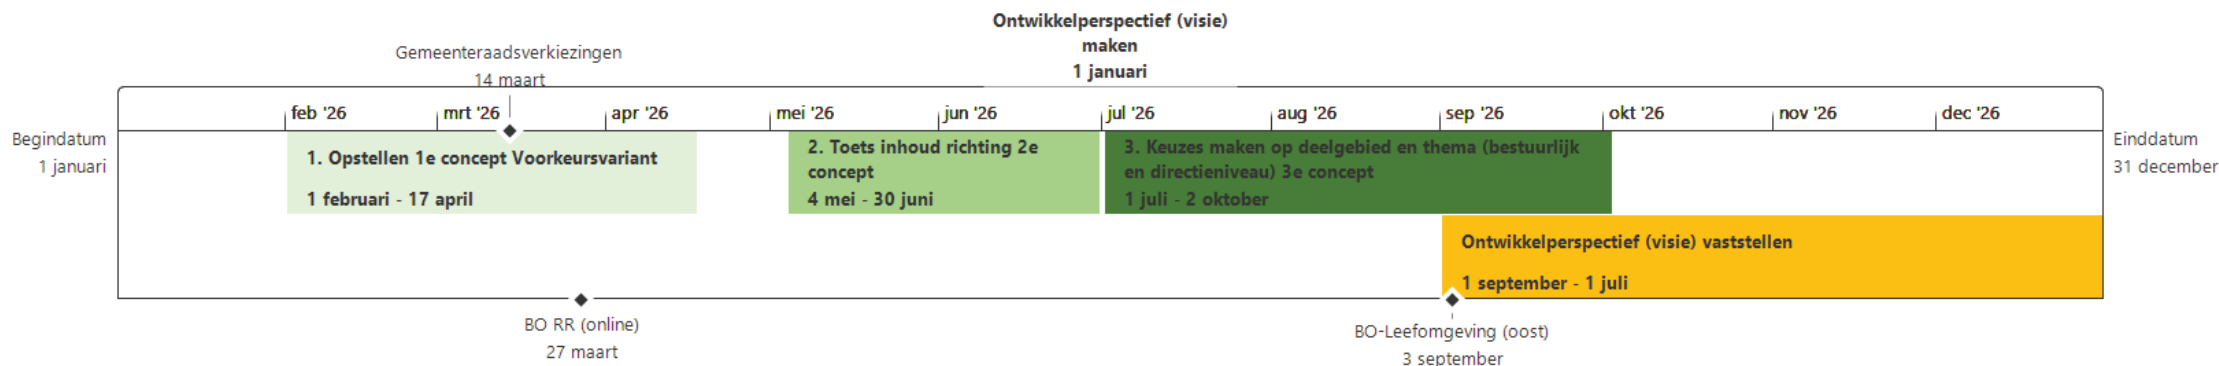 Ontwikkelperspectief (visie)
maken
1 januari
Gemeenteraadsverkiezingen
14 maart
feb '26
mrt '26
apr '26
mei '26
jun '26
jul '26
aug '26
sep '26
okt '26
nov '26
dec '26
Begindatum
1 januari
Einddatum
31 december
1. Opstellen 1e concept Voorkeursvariant
1 februari - 17 april
2. Toets inhoud richting 2e
concept
4 mei - 30 juni
3. Keuzes maken op deelgebied en thema (bestuurlijk
en directieniveau) 3e concept
1 juli - 2 oktober
Ontwikkelperspectief (visie) vaststellen
1 september - 1 juli
BO RR (online)
27 maart
BO-Leefomgeving (oost)
3 september